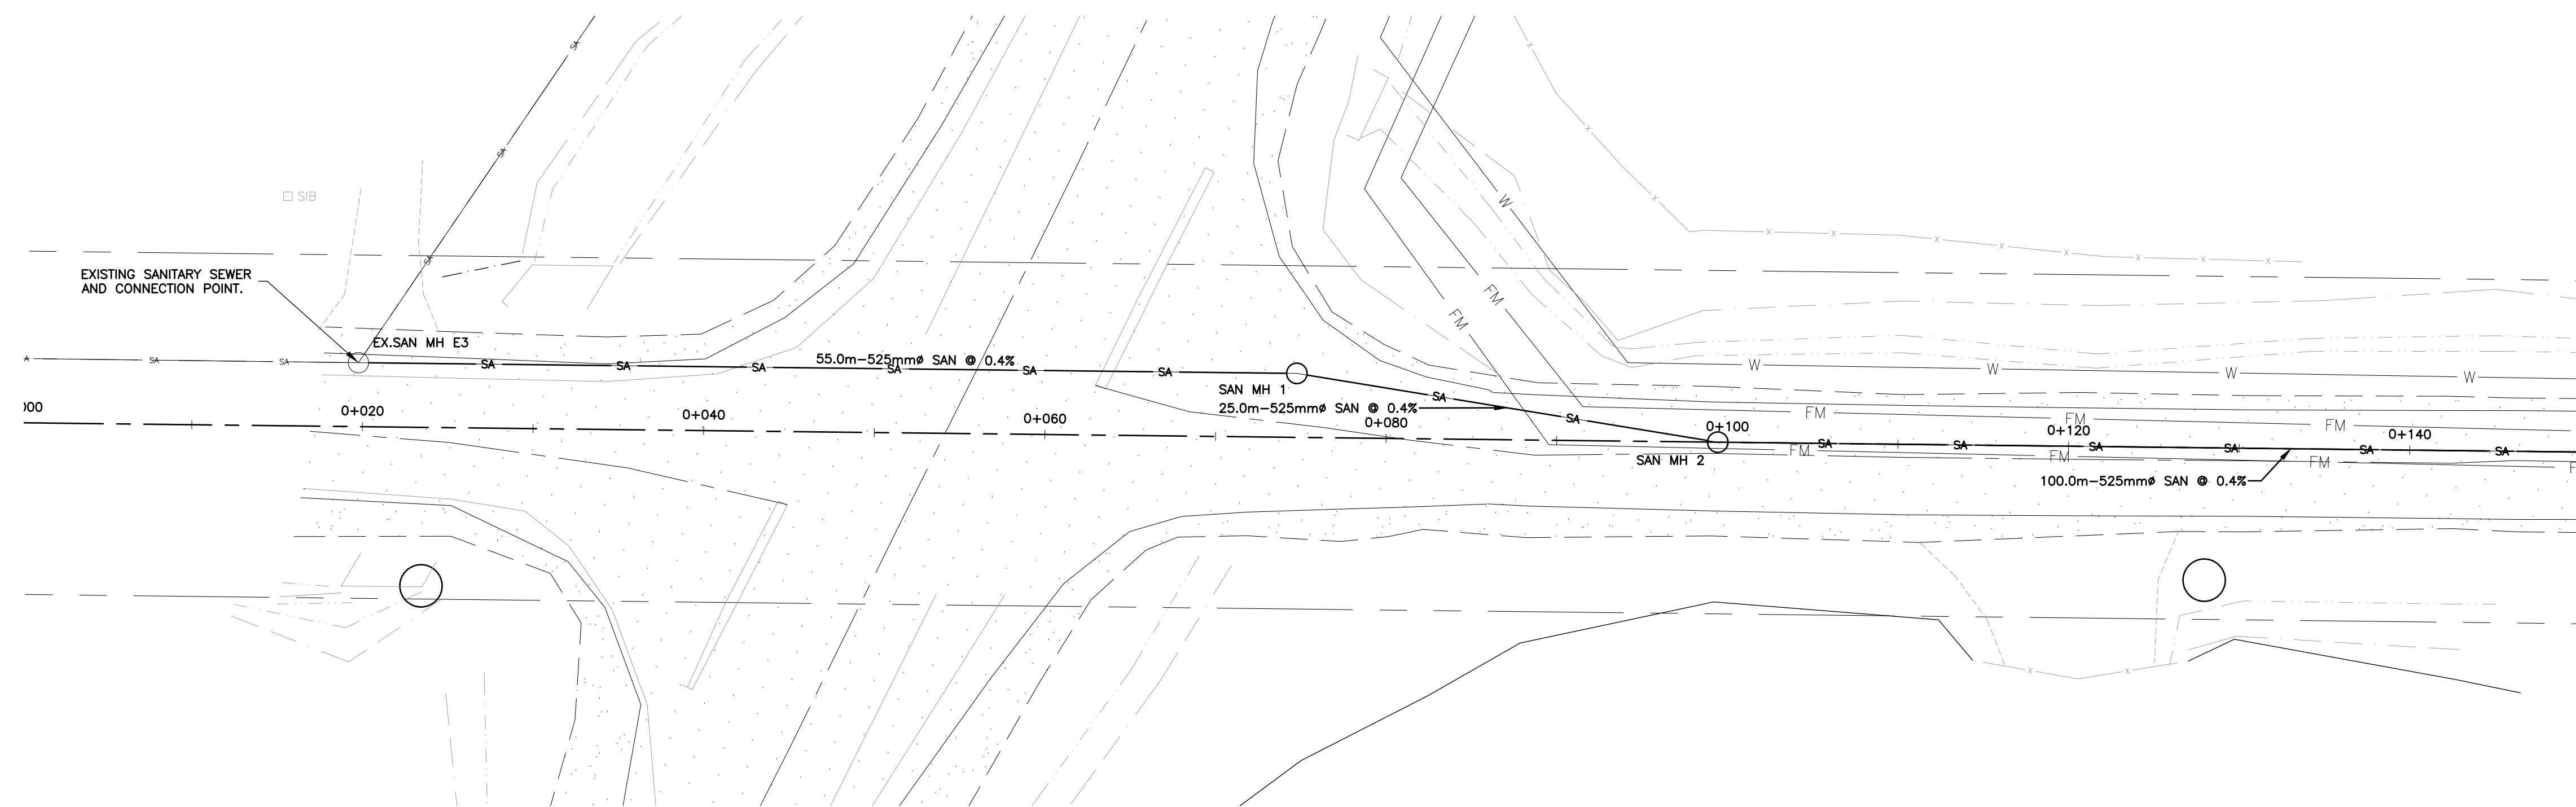 SA
SA
SIB
W
X
X
X
X
X
X
X
X
X
X
X
SA
EXISTING SANITARY SEWER
AND CONNECTION POINT.
FM
FM
EX.SAN MH E3
SA
SA
SA
SA
SA
55.0m-525mmø SAN @ 0.4%
SA
SA
SA
W
W
W
W
SAN MH 1
25.0m-525mmø SAN @ 0.4%
SA
SA
FM
FM
FM
0+020
0+040
0+060
0+080
0+100
0+120
0+140
SAN MH 2
SA
SA
SA
SA
SA
SA
FM
FM
FM
100.0m-525mmø SAN @ 0.4%
X
X